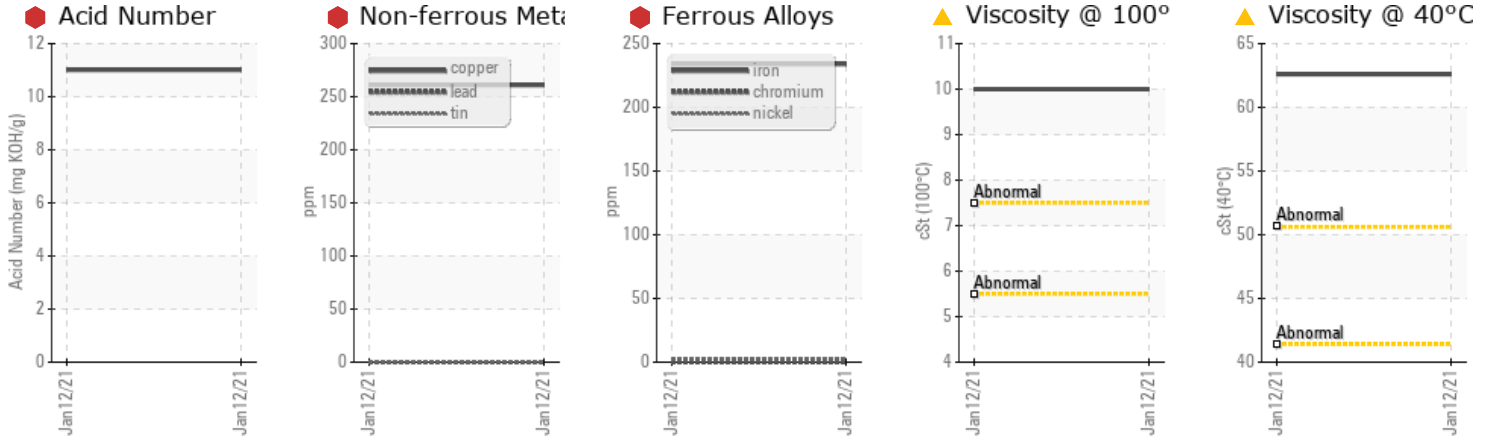 Acid Number
Acid Number (mg KOH/g)
12
10
8
6
4
2
0
Jan12/21
Jan12/21
Non-ferrous Meta
ppm
300
250
200
150
100
50
0
copper
lead
tin
Jan12/21
Jan12/21
Ferrous Alloys
ppm
250
200
150
100
50
0
iron
chromium
nickel
Jan12/21
Jan12/21
Viscosity @ 100°
cSt (100°C)
11
10
9
8
7
6
5
4
Abnormal
Abnormal
Jan12/21
Jan12/21
Viscosity @ 40°C
cSt (40°C)
65
60
55
50
45
40
Abnormal
Abnormal
Jan12/21
Jan12/21